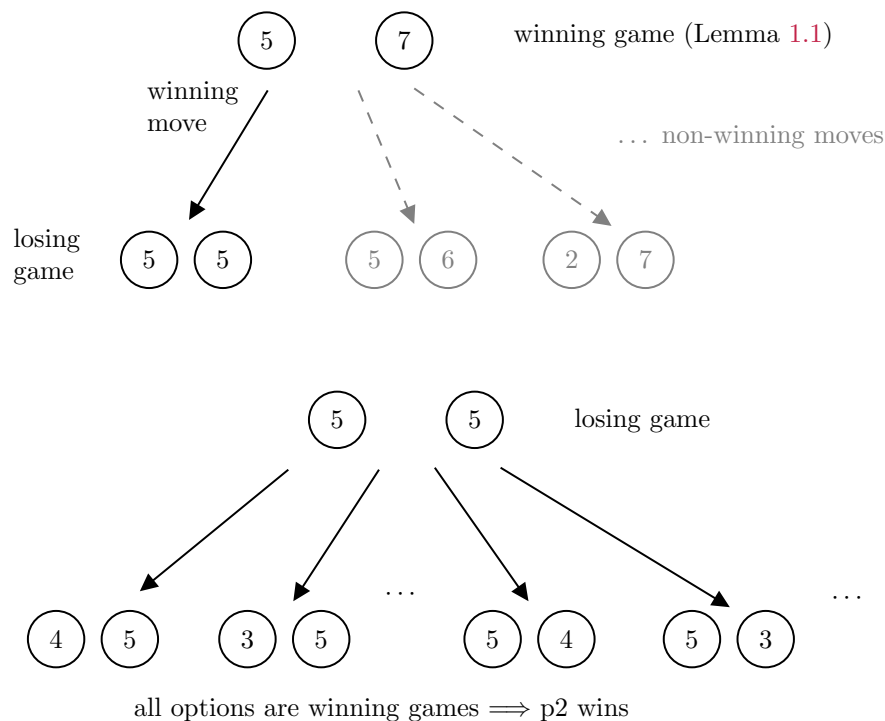 5 7 winning game (Lemma 1.1)
winning
move
... non-winning moves
losing
game
5 5 5 6 2 7
5 5 losing game
... ...
4 5 3 5 5 4 5 3
all options are winning games ⟹ p2 wins